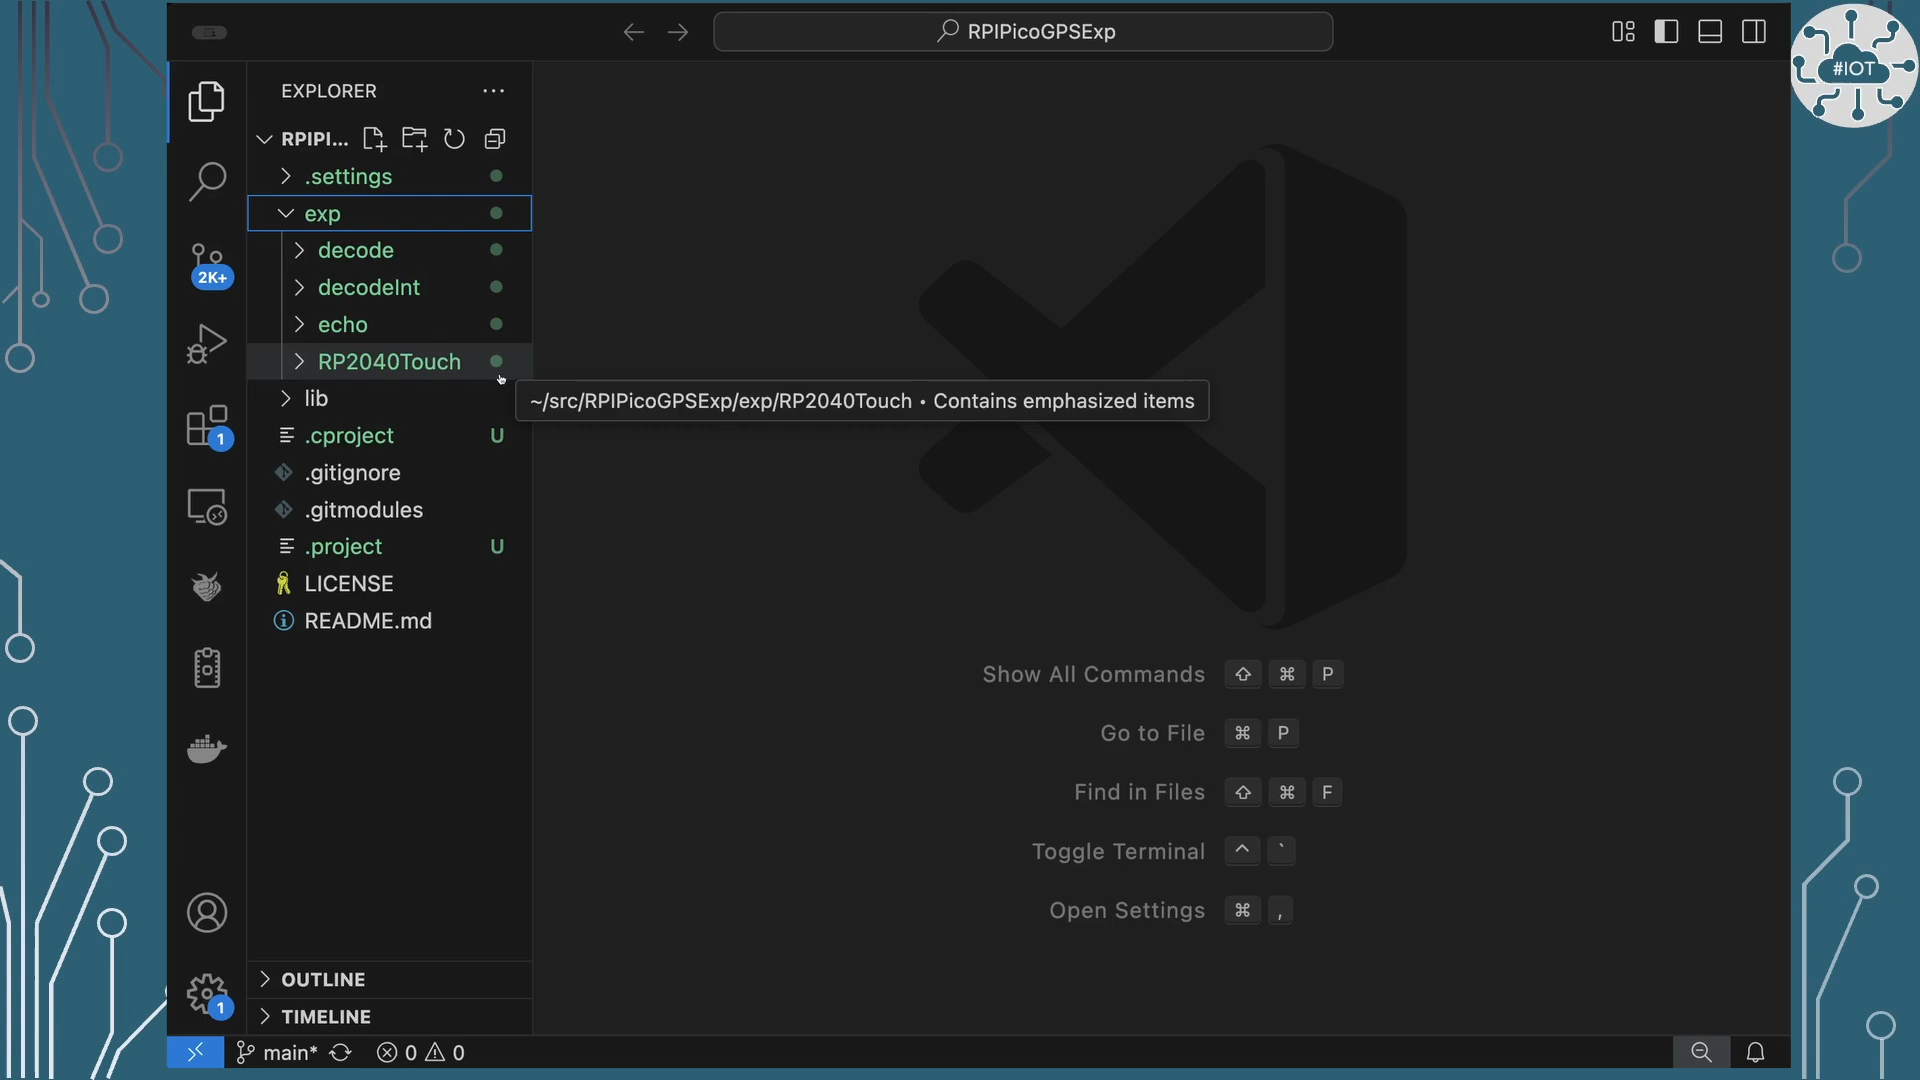 RPIPicoGPSExp
#IOT
EXPLORER
RPIPI...
.settings
exp
decode
decodeInt
echo
RP2040Touch
~/src/RPIPicoGPSExp/exp/RP2040Touch • Contains emphasized items
lib
.cproject U
.gitignore
.gitmodules
.project U
LICENSE
README.md
2K+
1
Show All Commands ⇧ ⌘ P
Go to File ⌘ P
Find in Files ⇧ ⌘ F
Toggle Terminal ^ `
Open Settings ⌘ ,
OUTLINE
TIMELINE
1
main* 0 0